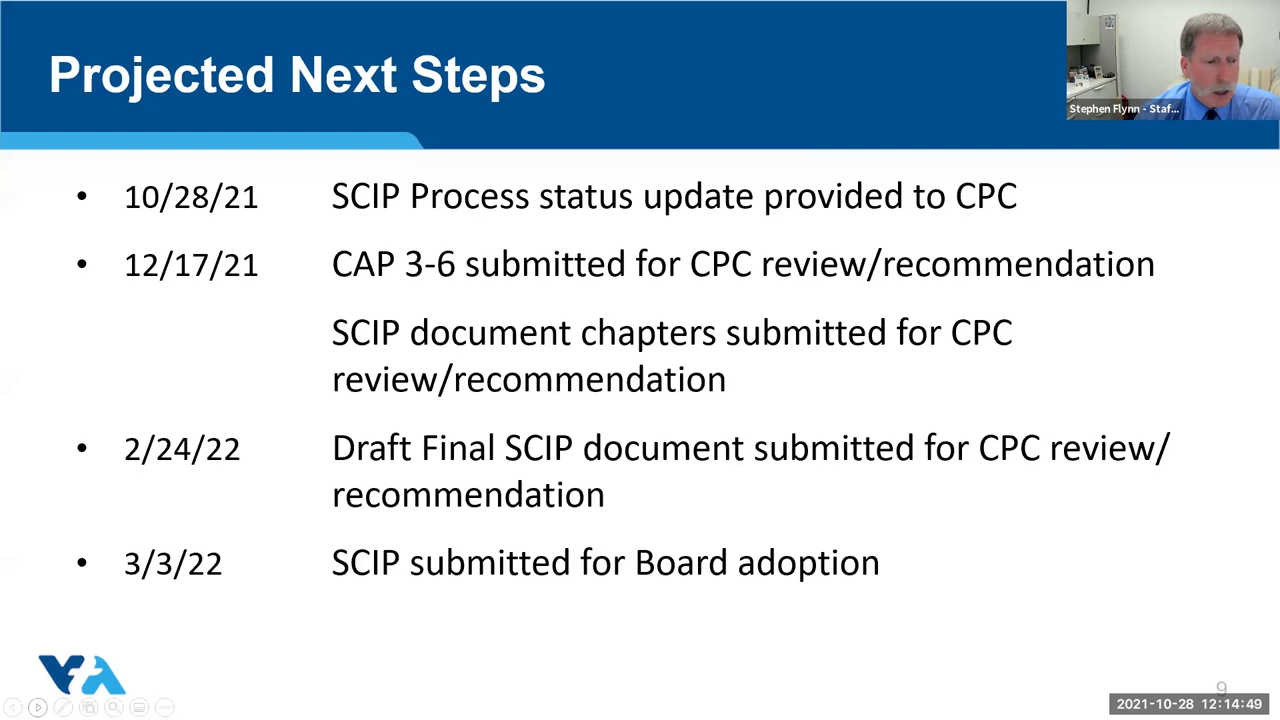 Projected Next Steps
Stephen Flynn - Staf...
• 10/28/21 SCIP Process status update provided to CPC
• 12/17/21 CAP 3-6 submitted for CPC review/recommendation
SCIP document chapters submitted for CPC
review/recommendation
• 2/24/22 Draft Final SCIP document submitted for CPC review/
recommendation
• 3/3/22 SCIP submitted for Board adoption
VTA
9
2021-10-28 12:14:49